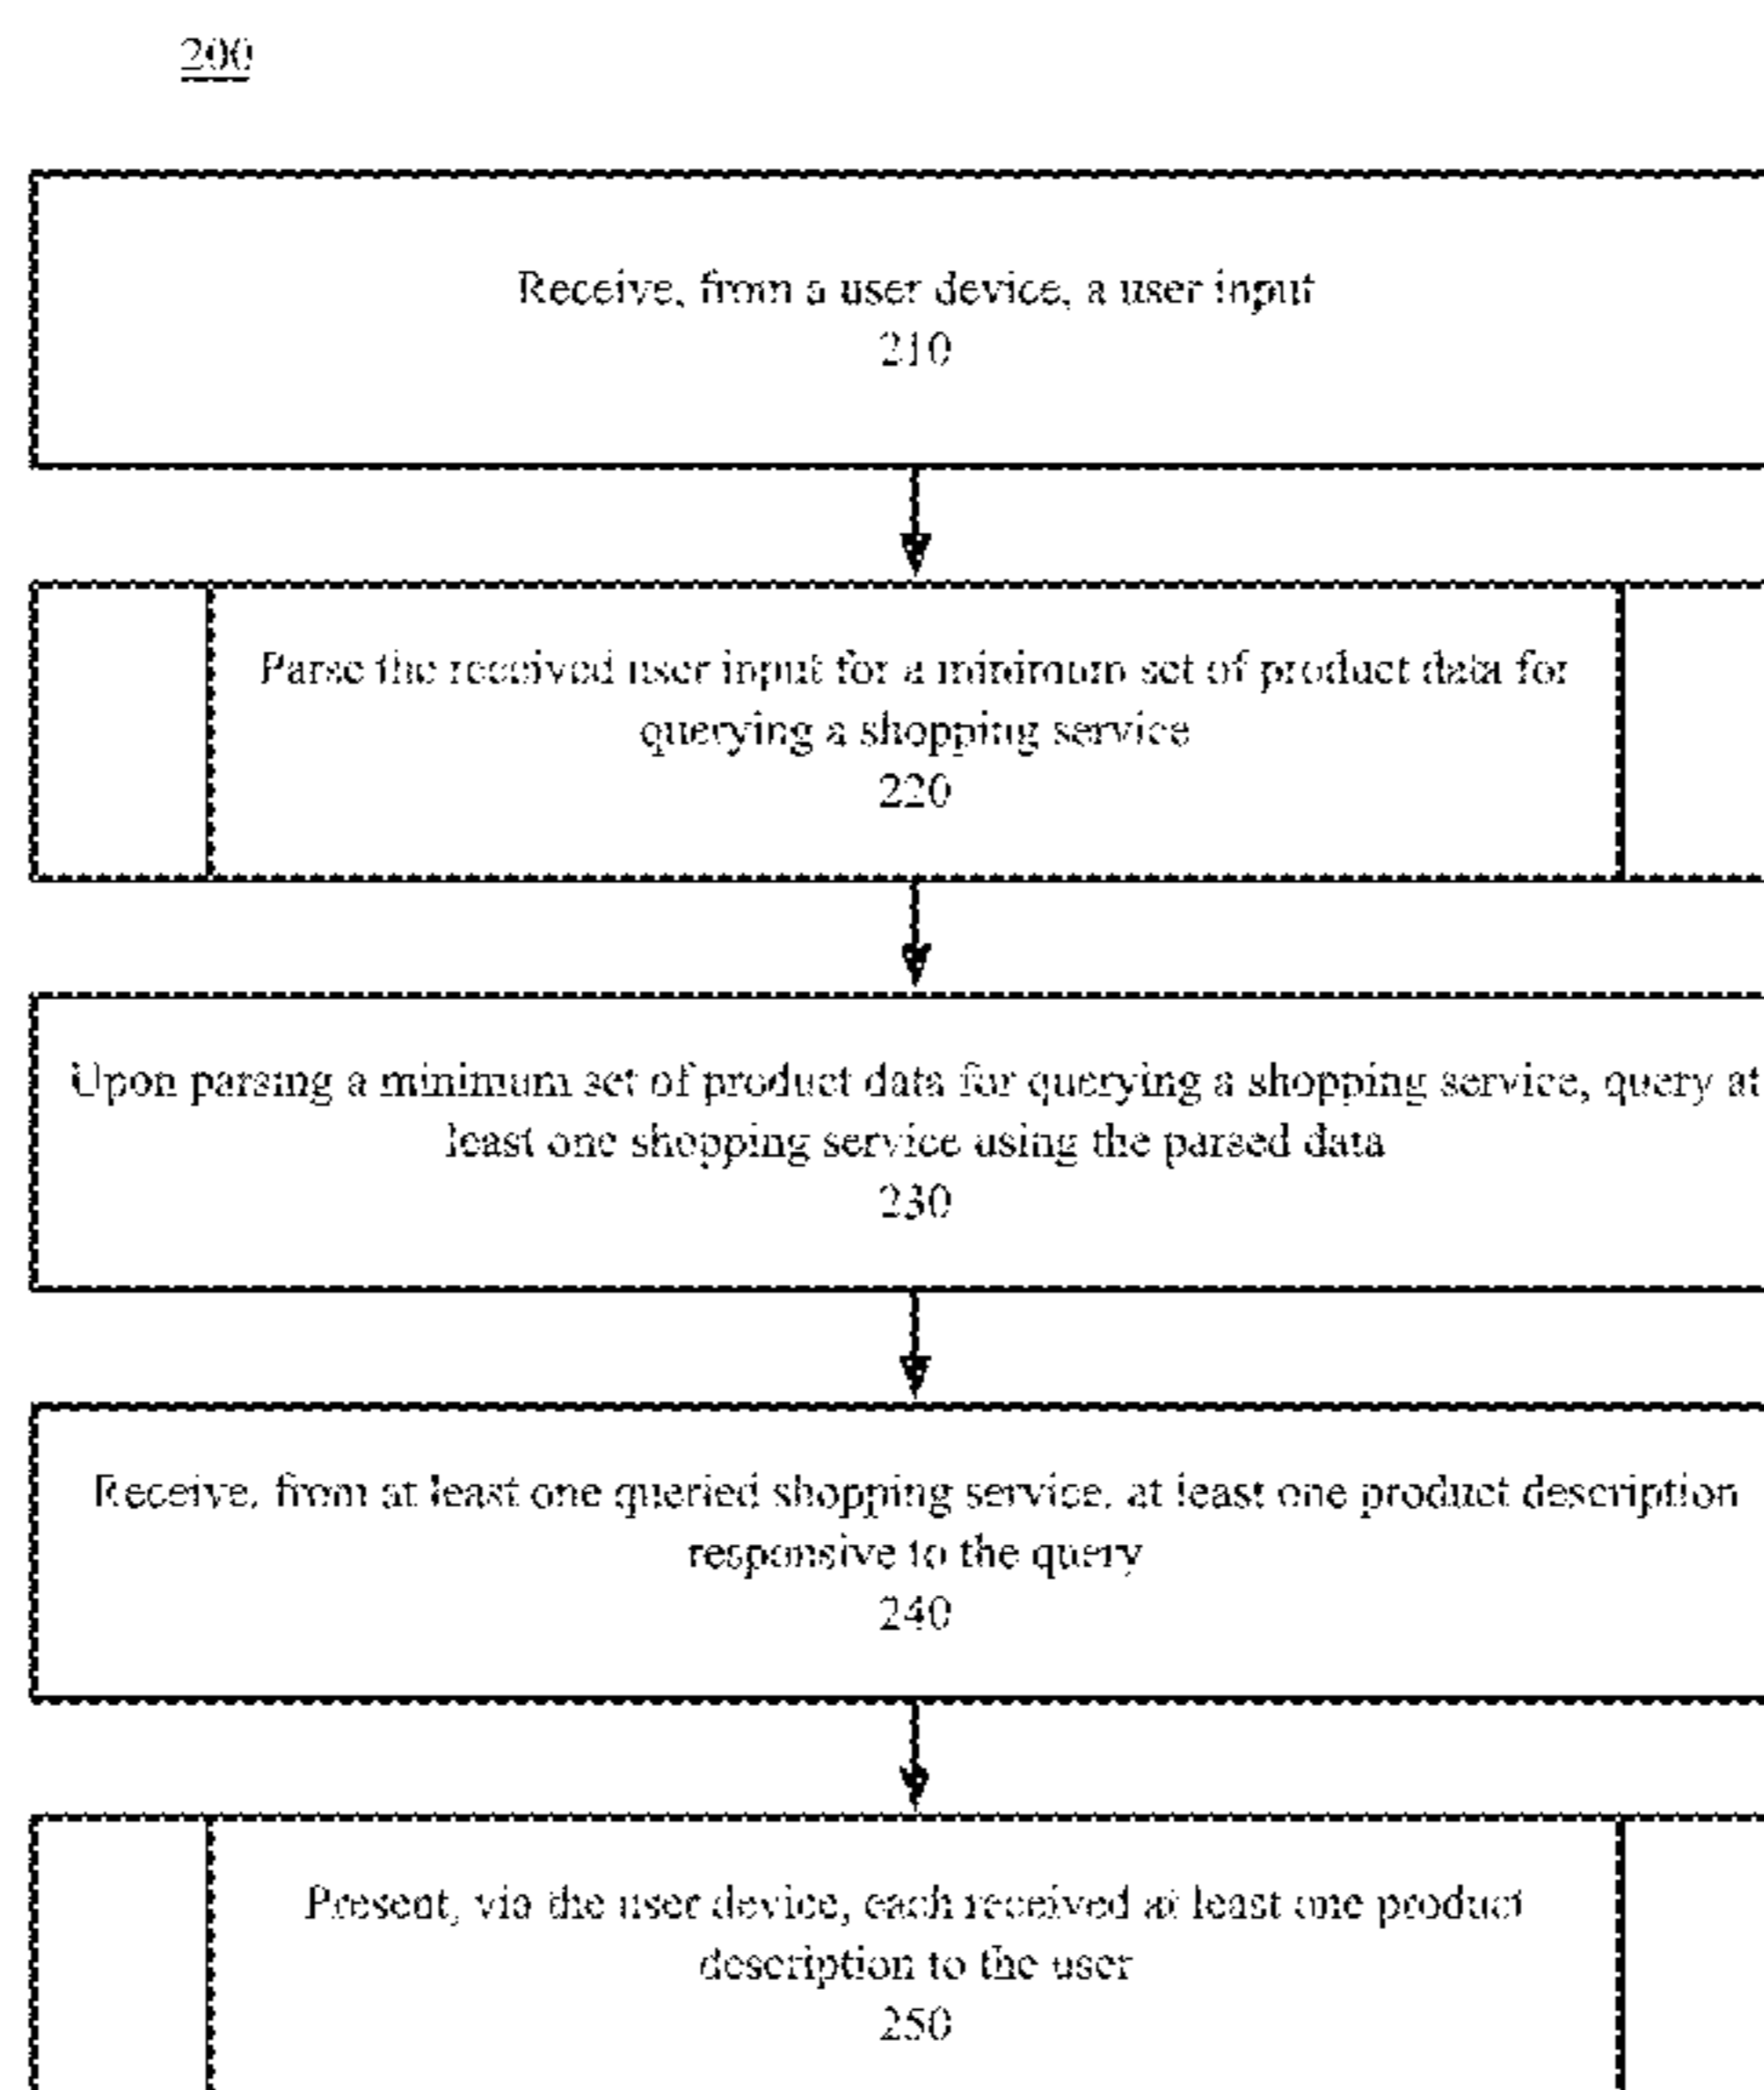 200
Receive, from a user device, a user input
210
Parse the received user input for a minimum set of product data for
querying a shopping service
220
Upon parsing a minimum set of product data for querying a shopping service, query at
least one shopping service using the parsed data
230
Receive, from at least one queried shopping service, at least one product description
responsive to the query
240
Present, via the user device, each received at least one product
description to the user
250